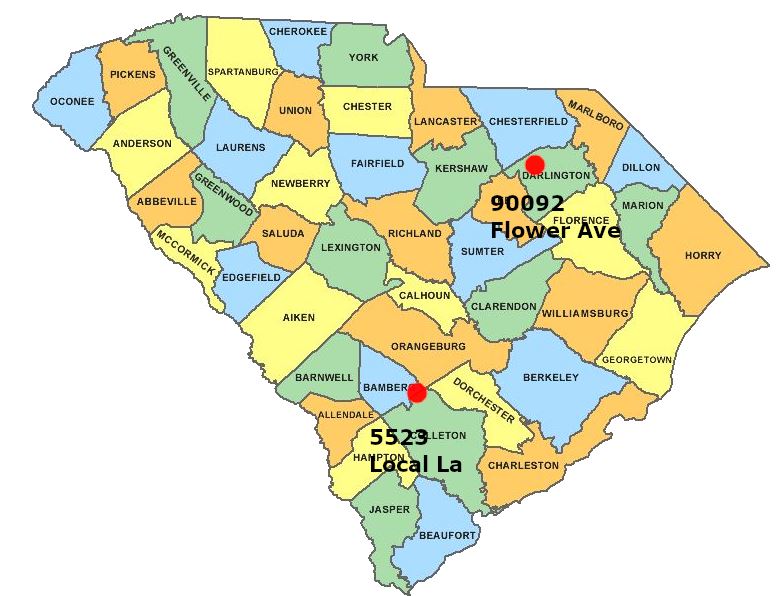 CHEROKEE
YORK
GREENVILLE
SPARTANBURG
PICKENS
OCONEE
UNION
CHESTER
LANCASTER
CHESTERFIELD
MARLBORO
ANDERSON
LAURENS
FAIRFIELD
KERSHAW
DARLINGTON
DILLON
NEWBERRY
ABBEVILLE
GREENWOOD
90092
Flower Ave
FLORENCE
MARION
SALUDA
LEXINGTON
RICHLAND
SUMTER
HORRY
MCCORMICK
EDGEFIELD
CALHOUN
CLARENDON
WILLIAMSBURG
AIKEN
ORANGEBURG
GEORGETOWN
BARNWELL
BAMBER
DORCHESTER
BERKELEY
ALLENDALE
5523
Local La
HAMPTON
CHARLESTON
JASPER
BEAUFORT